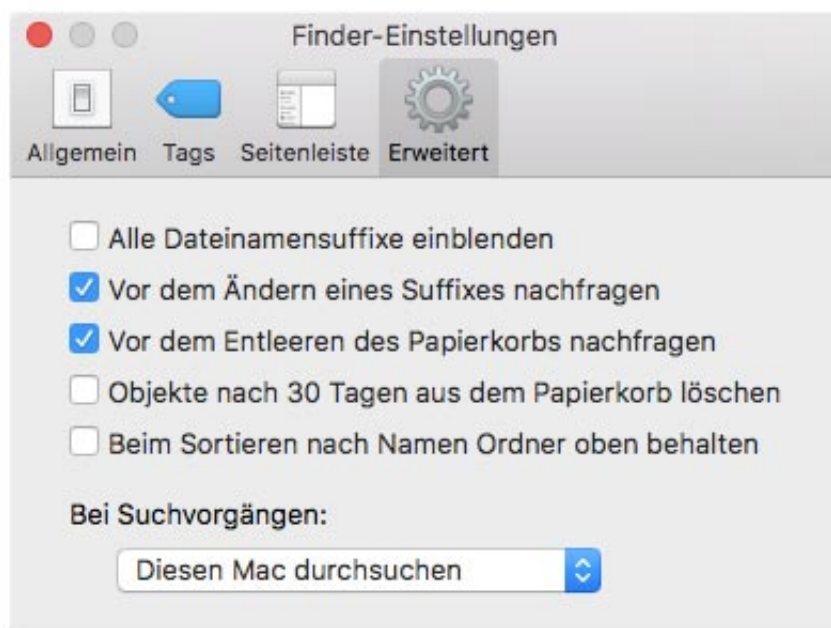 Finder-Einstellungen
Allgemein Tags Seitenleiste Erweitert
Alle Dateinamensuffixe einblenden
Vor dem Ändern eines Suffixes nachfragen
Vor dem Entleeren des Papierkorbs nachfragen
Objekte nach 30 Tagen aus dem Papierkorb löschen
Beim Sortieren nach Namen Ordner oben behalten
Bei Suchvorgängen:
Diesen Mac durchsuchen